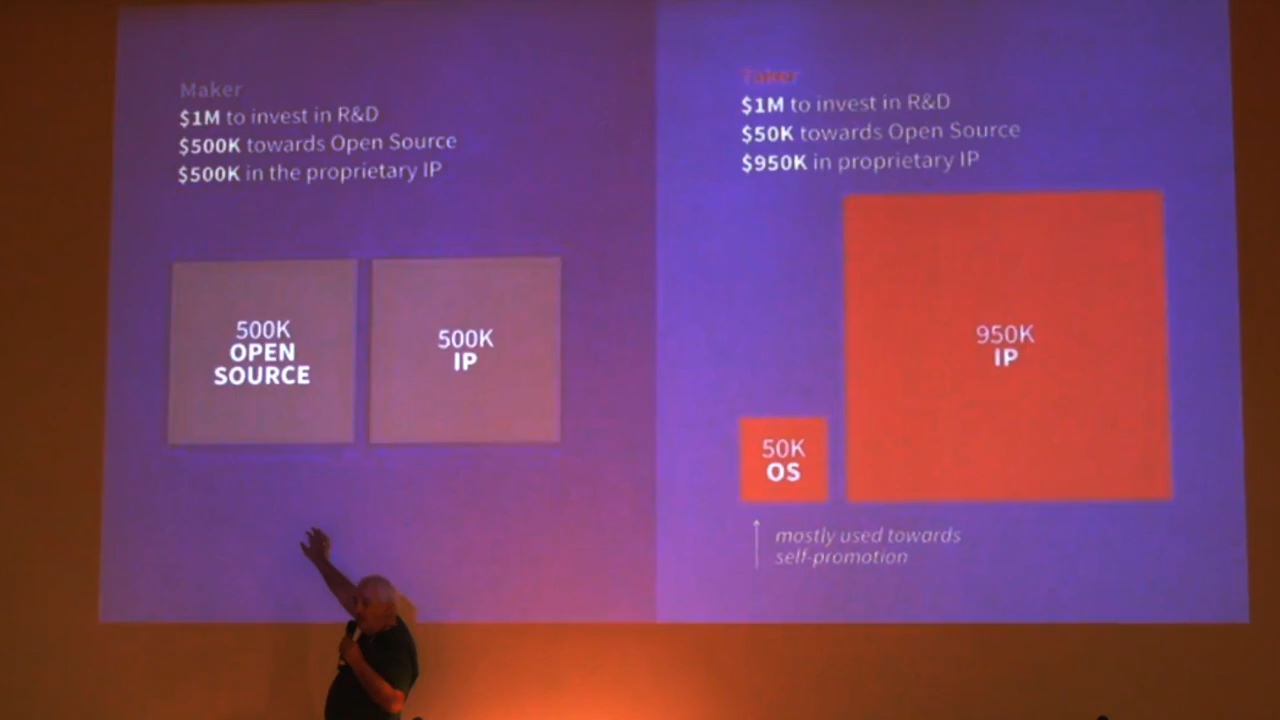 Maker
$1M to invest in R&D
$500K towards Open Source
$500K in the proprietary IP
500K
OPEN
SOURCE
500K
IP
Taker
$1M to invest in R&D
$50K towards Open Source
$950K in proprietary IP
950K
IP
50K
OS
mostly used towards
self-promotion